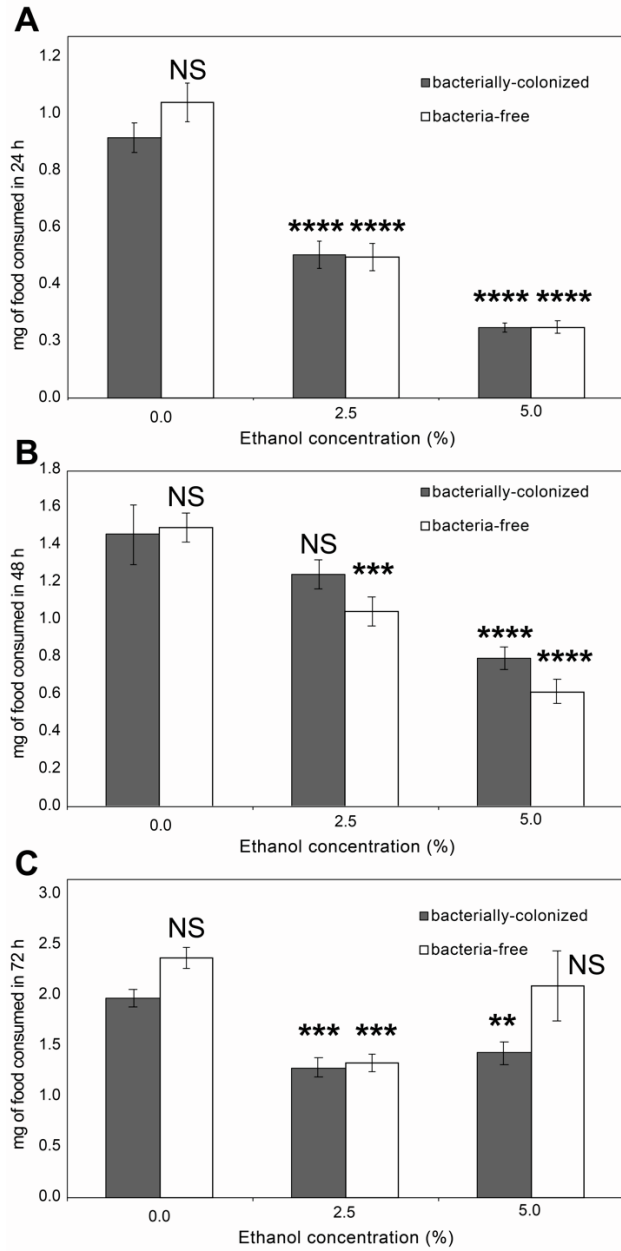 A
1.2
1.0
0.8
0.6
0.4
0.3
0.0
mg of food consumed in 24 h
NS
**** ****
**** ****
bacterially-colonized
bacteria-free
0.0 2.5 5.0
Ethanol concentration (%)
B
1.8
1.6
1.4
1.2
1.0
0.8
0.6
0.4
0.2
0.0
mg of food consumed in 48 h
NS
NS
***
****
****
bacterially-colonized
bacteria-free
0.0 2.5 5.0
Ethanol concentration (%)
C
3.0
2.5
2.0
1.5
1.0
0.5
0.0
mg of food consumed in 72 h
NS
*** ***
**
NS
bacterially-colonized
bacteria-free
0.0 2.5 5.0
Ethanol concentration (%)